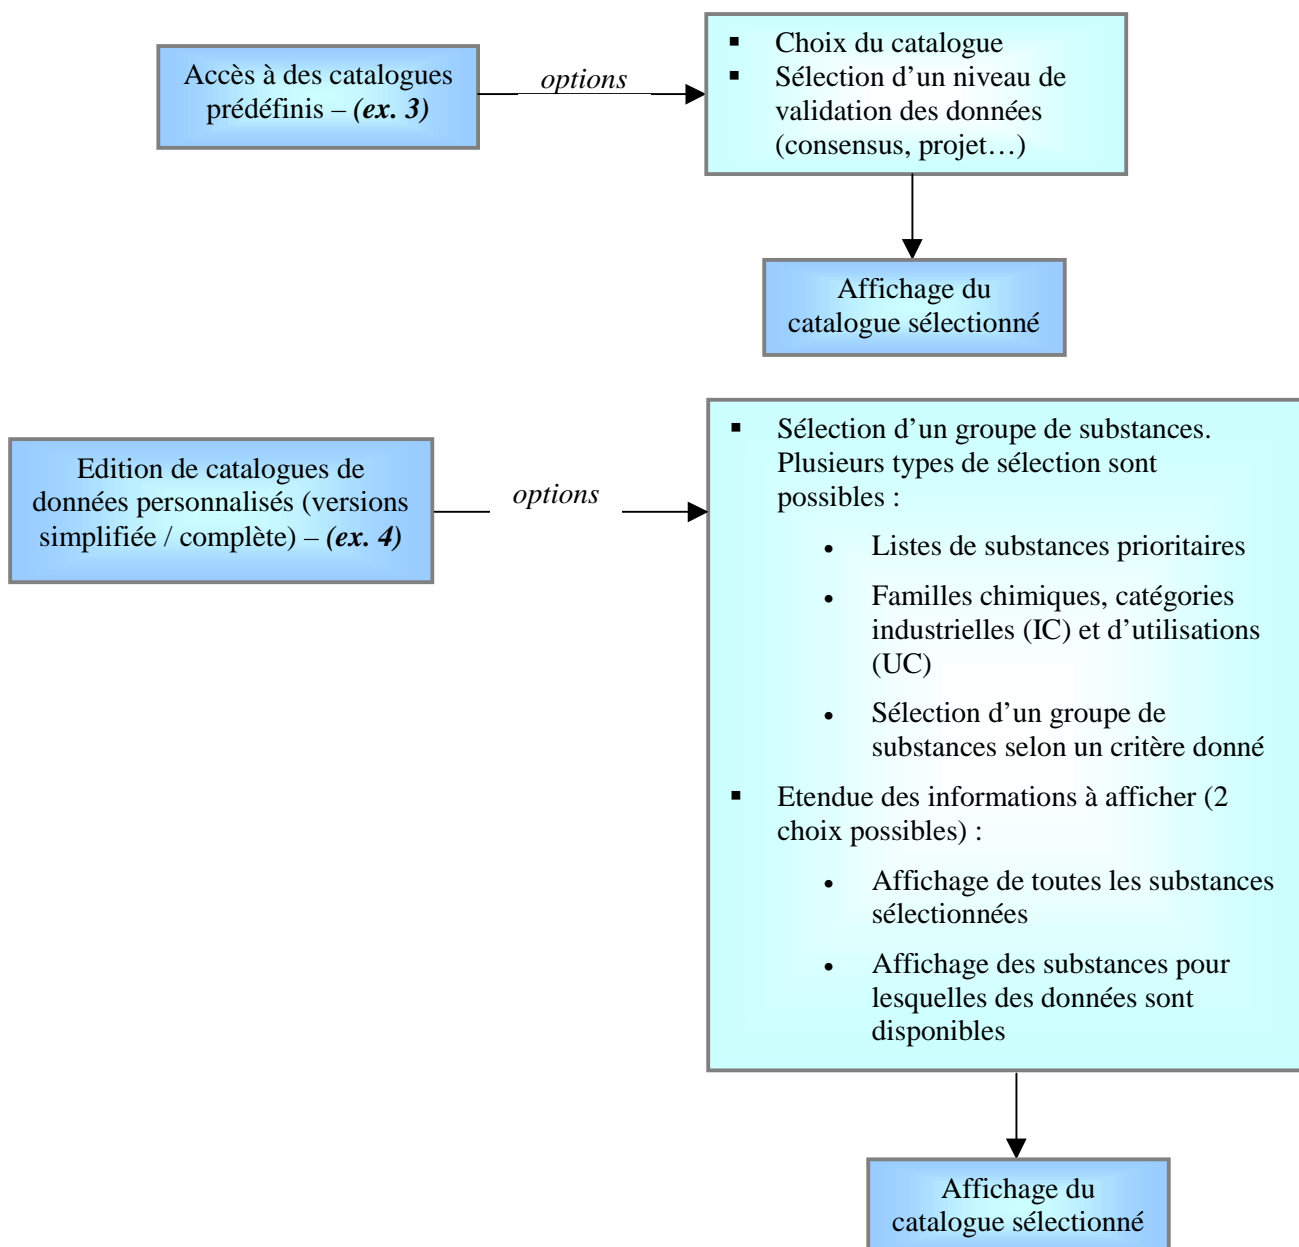 Accès à des catalogues
prédéfinis – (ex. 3)
options
▪ Choix du catalogue
▪ Sélection d’un niveau de
validation des données
(consensus, projet…)
Affichage du
catalogue sélectionné
Edition de catalogues de
données personnalisés (versions
simplifiée / complète) – (ex. 4)
options
▪ Sélection d’un groupe de substances.
Plusieurs types de sélection sont
possibles :
• Listes de substances prioritaires
• Familles chimiques, catégories
industrielles (IC) et d’utilisations
(UC)
• Sélection d’un groupe de
substances selon un critère donné
▪ Etendue des informations à afficher (2
choix possibles) :
• Affichage de toutes les substances
sélectionnées
• Affichage des substances pour
lesquelles des données sont
disponibles
Affichage du
catalogue sélectionné